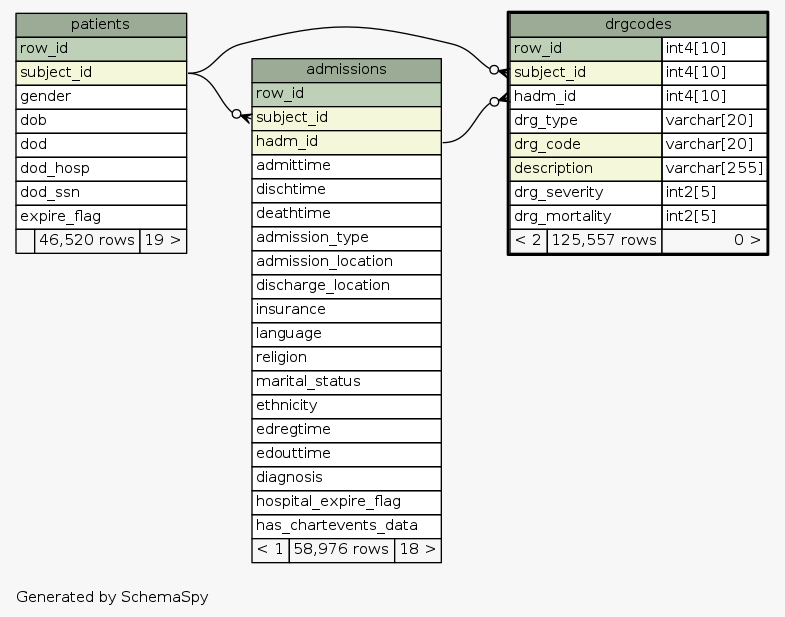 patients
row_id
subject_id
gender
dob
dod
dod_hosp
dod_ssn
expire_flag
46,520 rows 19 >
admissions
row_id
subject_id
hadm_id
admittime
dischtime
deathtime
admission_type
admission_location
discharge_location
insurance
language
religion
marital_status
ethnicity
edregtime
edouttime
diagnosis
hospital_expire_flag
has_chartevents_data
< 1 58,976 rows 18 >
drgcodes
row_id int4[10]
subject_id int4[10]
hadm_id int4[10]
drg_type varchar[20]
drg_code varchar[20]
description varchar[255]
drg_severity int2[5]
drg_mortality int2[5]
< 2 125,557 rows 0 >
Generated by SchemaSpy